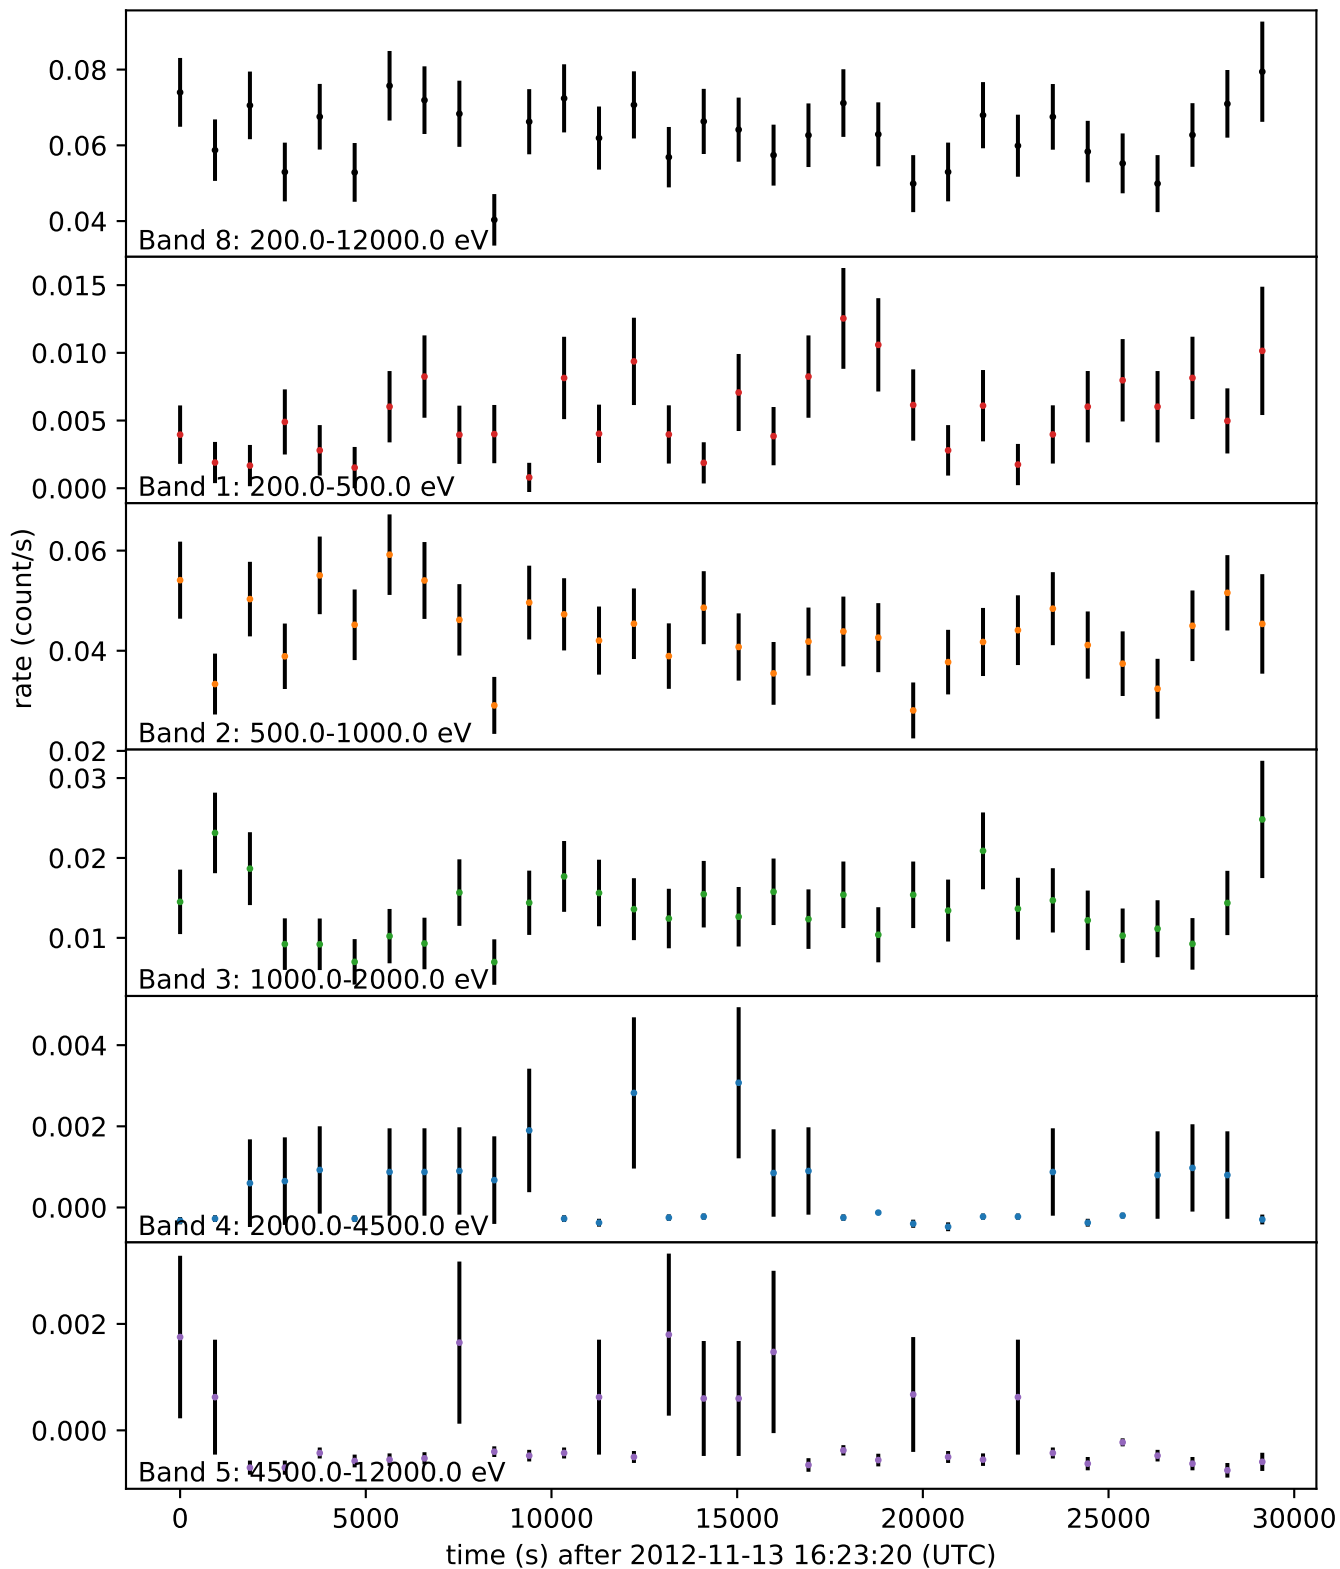 0.08
0.06
0.04
Band 8: 200.0-12000.0 eV
0.015
0.010
0.005
0.000
Band 1: 200.0-500.0 eV
rate (count/s)
0.06
0.04
0.02
Band 2: 500.0-1000.0 eV
0.03
0.02
0.01
Band 3: 1000.0-2000.0 eV
0.004
0.002
0.000
Band 4: 2000.0-4500.0 eV
0.002
0.000
Band 5: 4500.0-12000.0 eV
0 5000 10000 15000 20000 25000 30000
time (s) after 2012-11-13 16:23:20 (UTC)